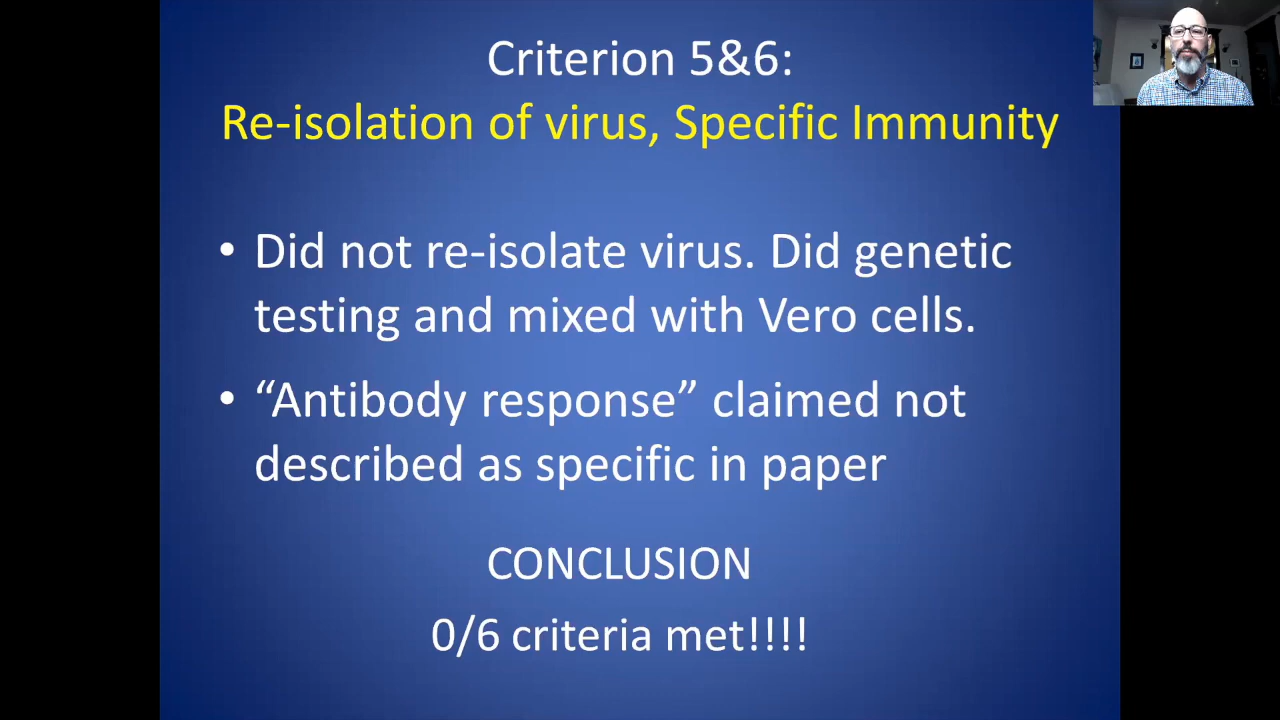 Criterion 5&6:
Re-isolation of virus, Specific Immunity
• Did not re-isolate virus. Did genetic
testing and mixed with Vero cells.
• “Antibody response” claimed not
described as specific in paper
CONCLUSION
0/6 criteria met!!!!